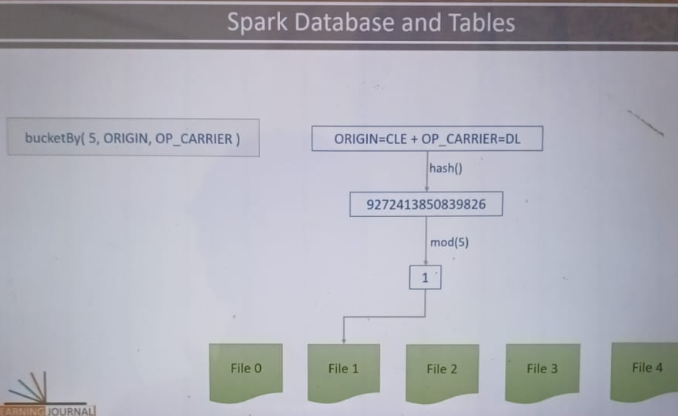 Spark Database and Tables
bucketBy( 5, ORIGIN, OP_CARRIER )
ORIGIN=CLE + OP_CARRIER=DL
hash()
9272413850839826
mod(5)
1
File 0
File 1
File 2
File 3
File 4
EARNING JOURNAL